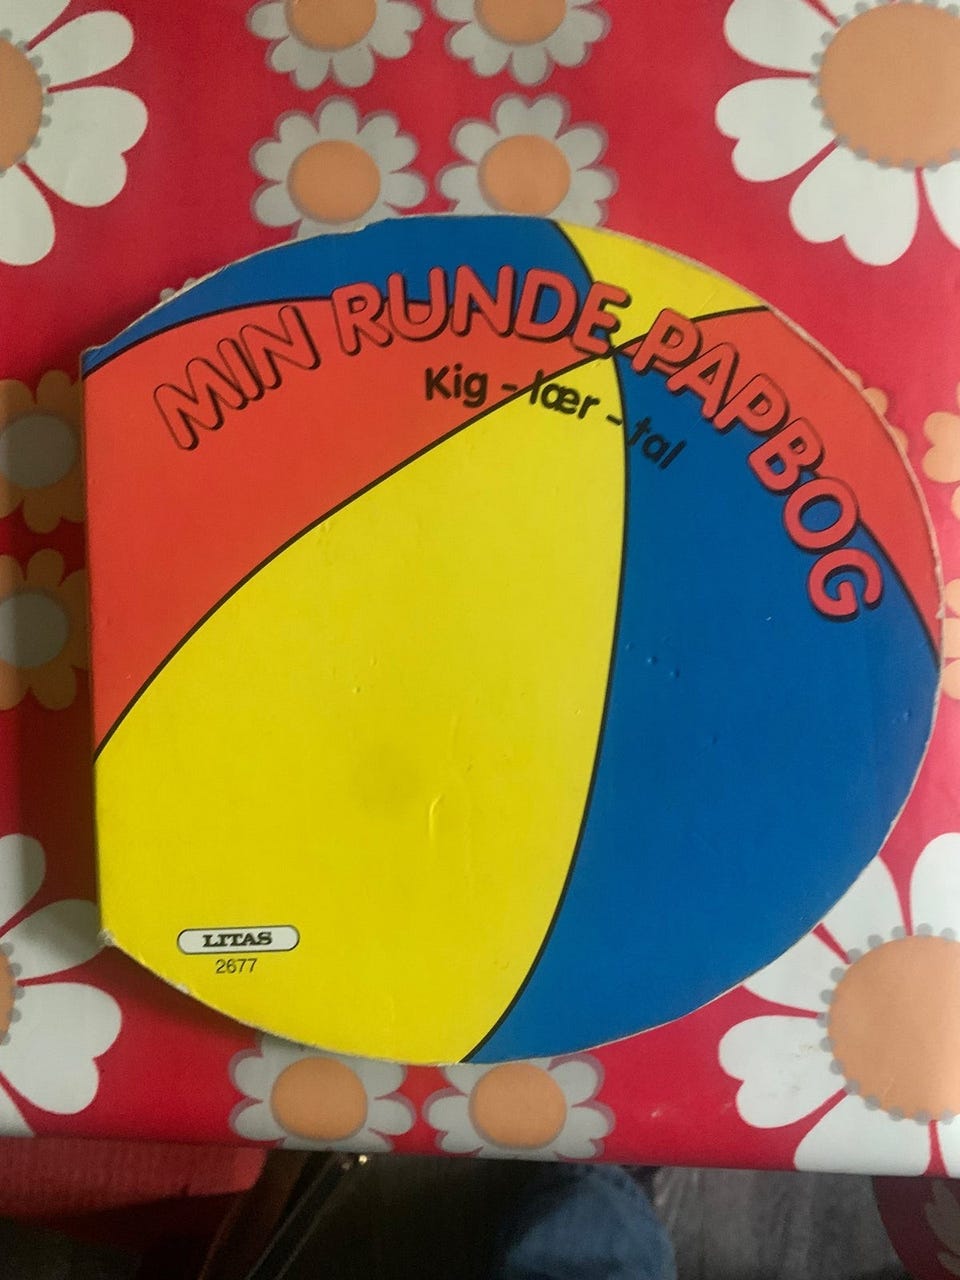 MIN RUNDE PAPBOG
Kig - lær - tal
LITAS
2677